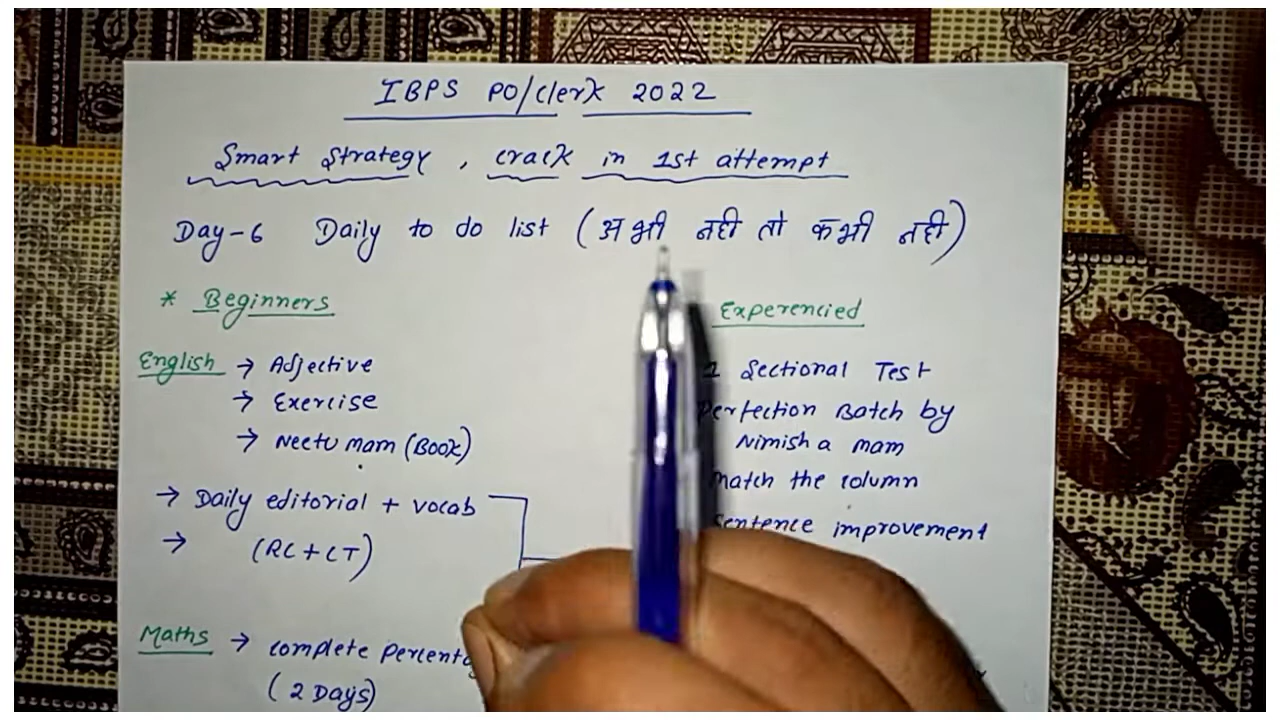 IBPS PO/Clerk 2022
Smart Strategy, crack in 1st attempt
Day-6 Daily to do list (अभी नही तो कभी नही)
* Beginners
English → Adjective
→ Exercise
→ Neetu mam (Book)
→ Daily editorial + vocab
→ (RC + CT)
Maths → complete
(2 Days)
Experencied
1 Sectional Test
Perfection Batch by
Nimisha mam
Match the column
Sentence improvement